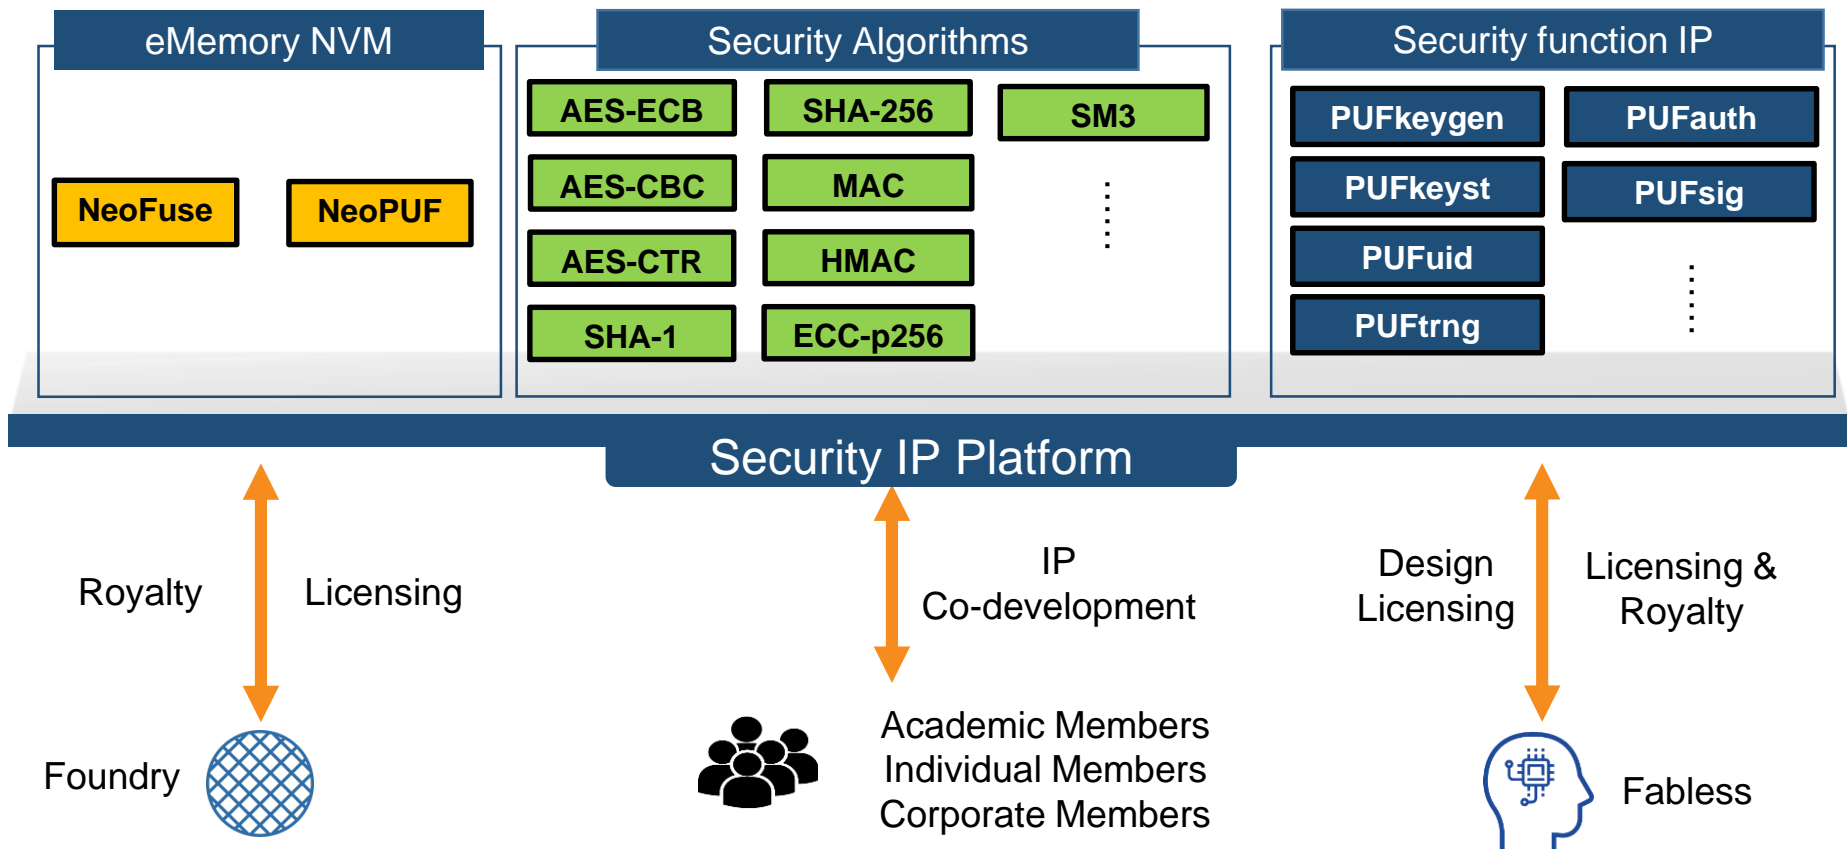 eMemory NVM
Security Algorithms
Security function IP
NeoFuse
NeoPUF
AES-ECB
SHA-256
SM3
AES-CBC
MAC
AES-CTR
HMAC
SHA-1
ECC-p256
PUFkeygen
PUFauth
PUFkeyst
PUFsig
PUFuid
PUFtrng
Security IP Platform
Royalty
Licensing
IP
Co-development
Design
Licensing
Licensing &
Royalty
Foundry
Academic Members
Individual Members
Corporate Members
Fabless